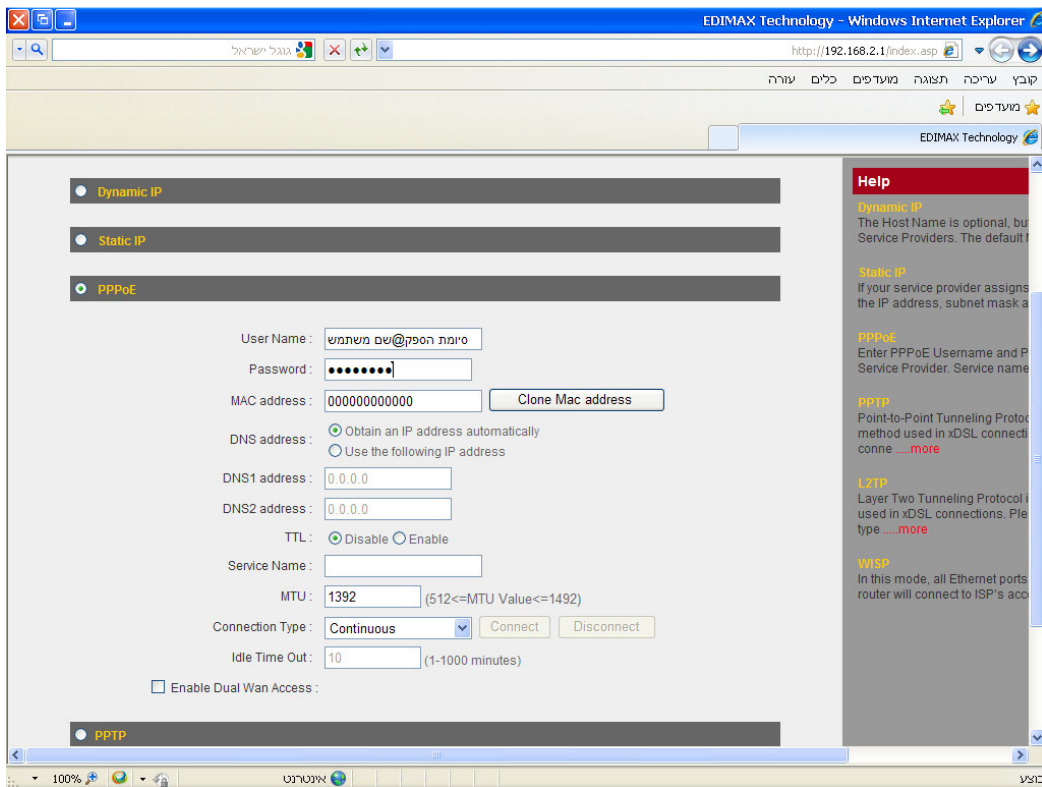 EDIMAX Technology - Windows Internet Explorer
גוגל ישראל
http://192.168.2.1/index.asp
קובץ עריכה תצוגה מועדפים כלים עזרה
מועדפים
EDIMAX Technology
Dynamic IP
Static IP
PPPoE
User Name :
שם משתמש@סיומת הספק
Password :
••••••••
MAC address :
000000000000
Clone Mac address
DNS address :
Obtain an IP address automatically
Use the following IP address
DNS1 address :
0.0.0.0
DNS2 address :
0.0.0.0
TTL :
Disable Enable
Service Name :
MTU :
1392
(512<=MTU Value<=1492)
Connection Type :
Continuous
Connect
Disconnect
Idle Time Out :
10
(1-1000 minutes)
Enable Dual Wan Access :
PPTP
Help
Dynamic IP
The Host Name is optional, bu
Service Providers. The default
Static IP
If your service provider assigns
the IP address, subnet mask a
PPPoE
Enter PPPoE Username and P
Service Provider. Service name
PPTP
Point-to-Point Tunneling Protoc
method used in xDSL connecti
conne .....more
L2TP
Layer Two Tunneling Protocol i
used in xDSL connections. Ple
type .....more
WISP
In this mode, all Ethernet ports
router will connect to ISP's acc
100%
אינטרנט
בוצע